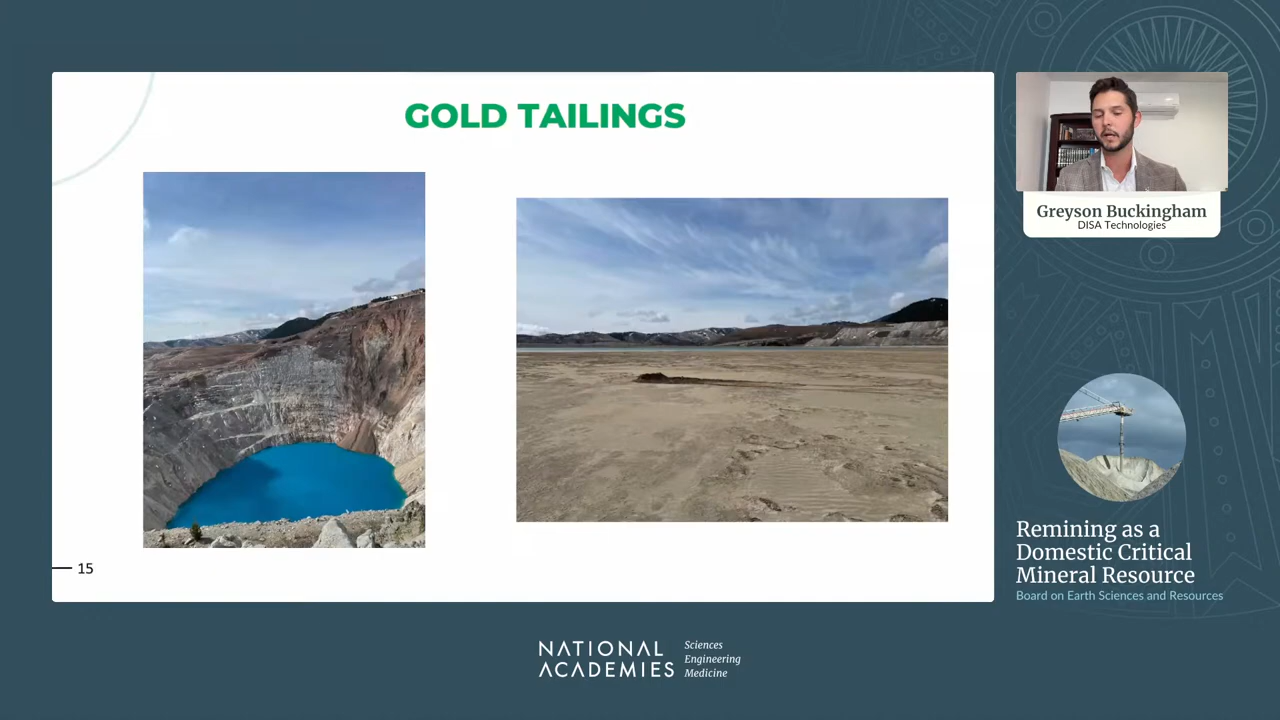 GOLD TAILINGS
15
Greyson Buckingham
DISA Technologies
Remining as a
Domestic Critical
Mineral Resource
Board on Earth Sciences and Resources
NATIONAL
ACADEMIES
Sciences
Engineering
Medicine